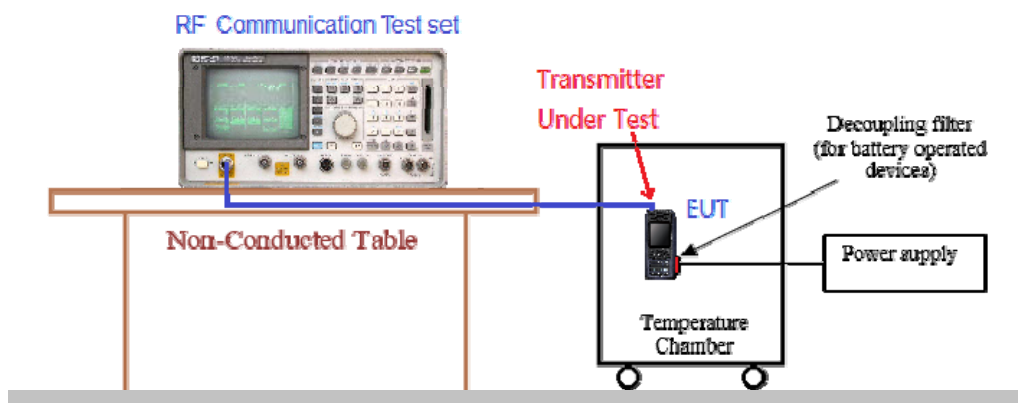 RF Communication Test set
Transmitter
Under Test
Decoupling filter
(for battery operated
devices)
EUT
Non-Conducted Table
Power supply
Temperature
Chamber